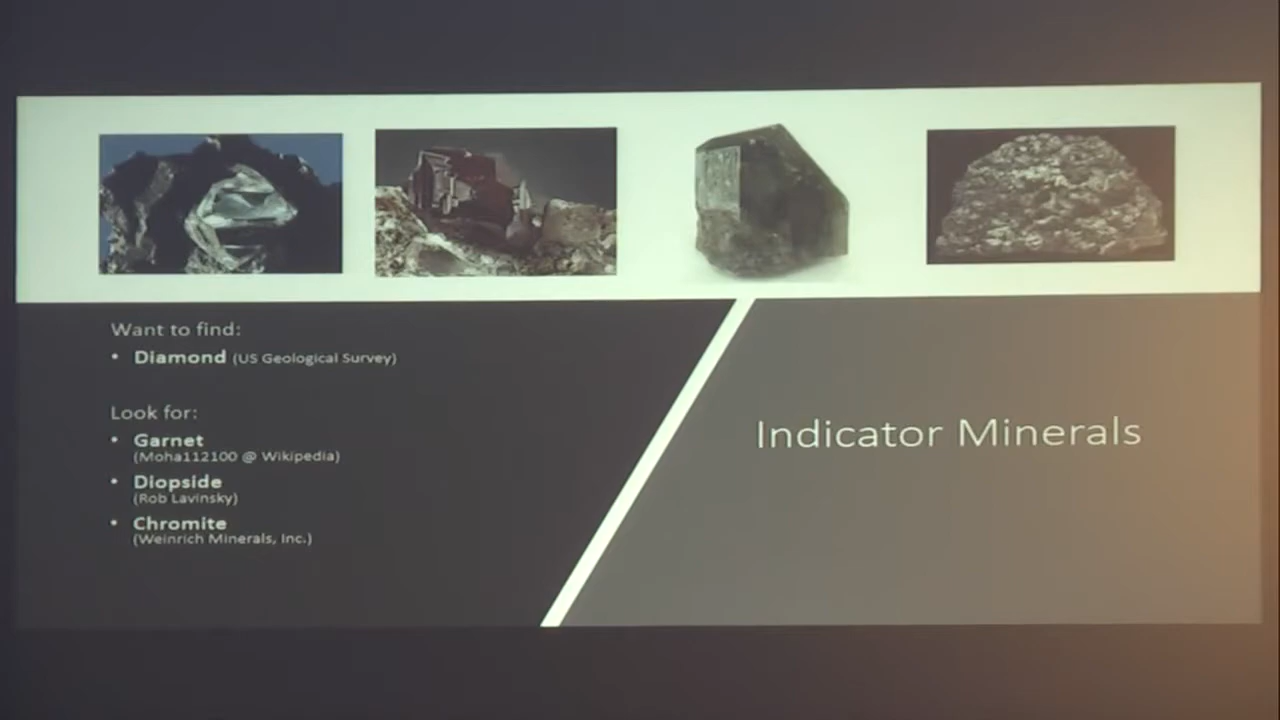 Want to find:
• Diamond (US Geological Survey)
Look for:
• Garnet
(Moha112100 @ Wikipedia)
• Diopside
(Rob Lavinsky)
• Chromite
(Weinrich Minerals, Inc.)
Indicator Minerals